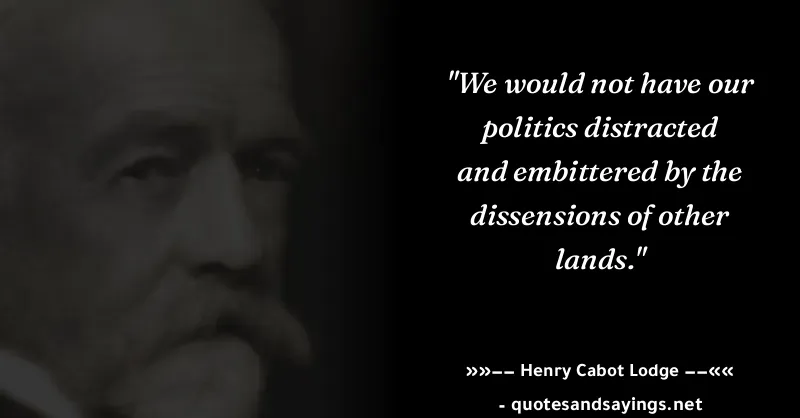 "We would not have our
politics distracted
and embittered by the
dissensions of other
lands."
»»−− Henry Cabot Lodge −−««
- quotesandsayings.net